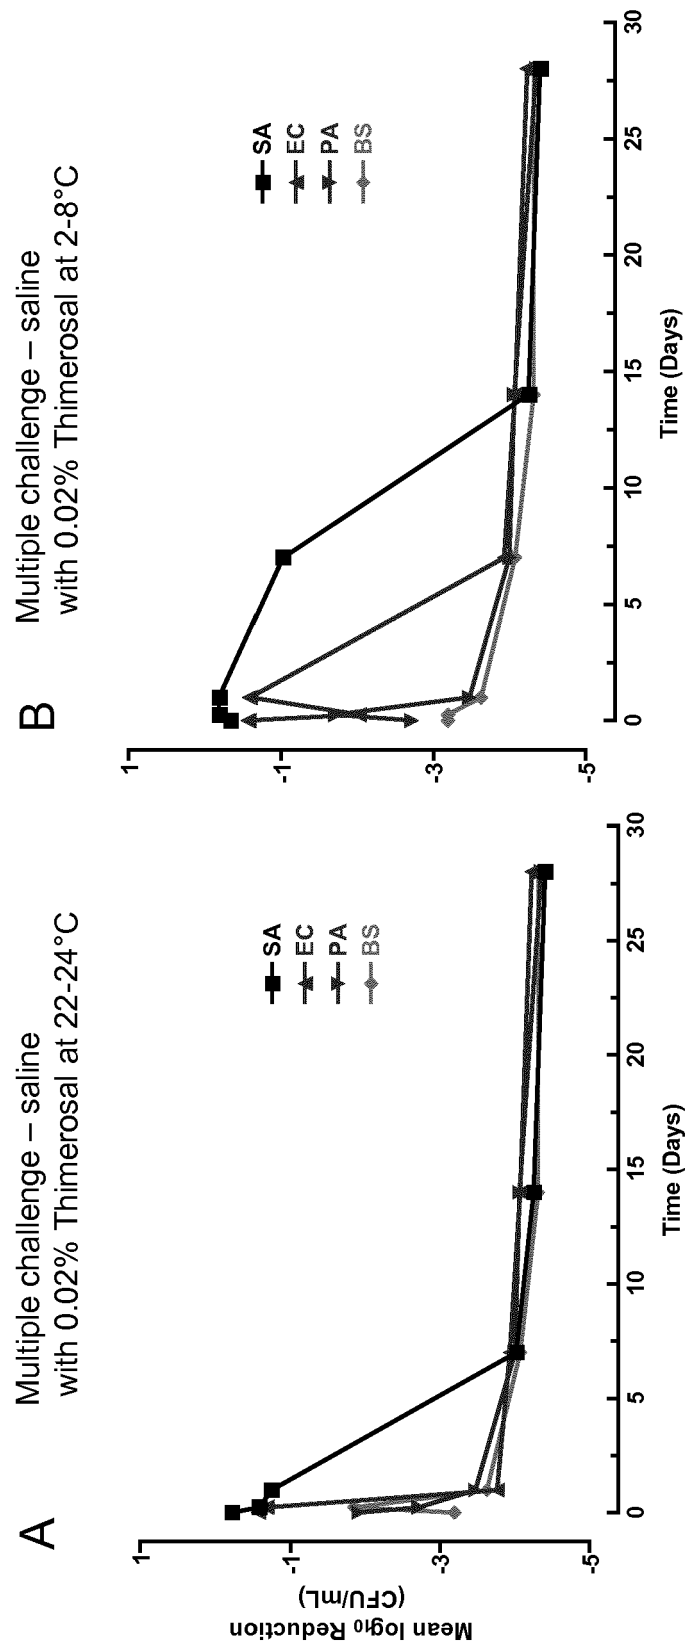 A
Multiple challenge – saline
with 0.02% Thimerosal at 22-24°C
Mean log₁₀ Reduction
(CFU/mL)
1
-1
-3
-5
SA
EC
PA
BS
0
5
10
15
20
25
30
Time (Days)
B
Multiple challenge – saline
with 0.02% Thimerosal at 2-8°C
1
-1
-3
-5
SA
EC
PA
BS
0
5
10
15
20
25
30
Time (Days)